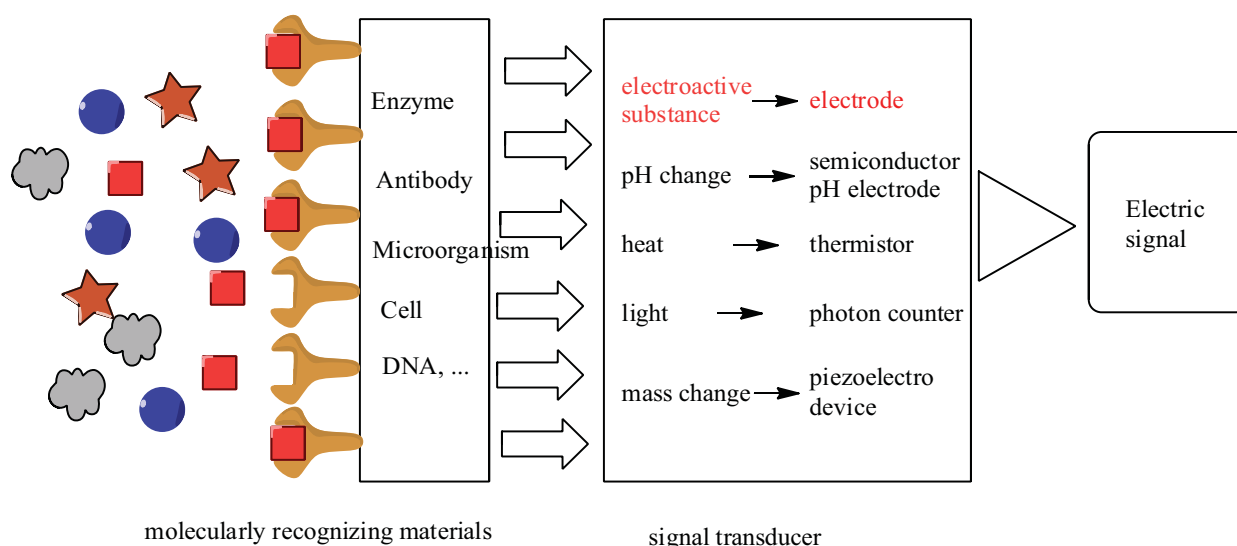 Enzyme
Antibody
Microorganism
Cell
DNA, ...
electroactive
substance
electrode
pH change
semiconductor
pH electrode
heat
thermistor
light
photon counter
mass change
piezoelectro
device
Electric
signal
molecularly recognizing materials
signal transducer